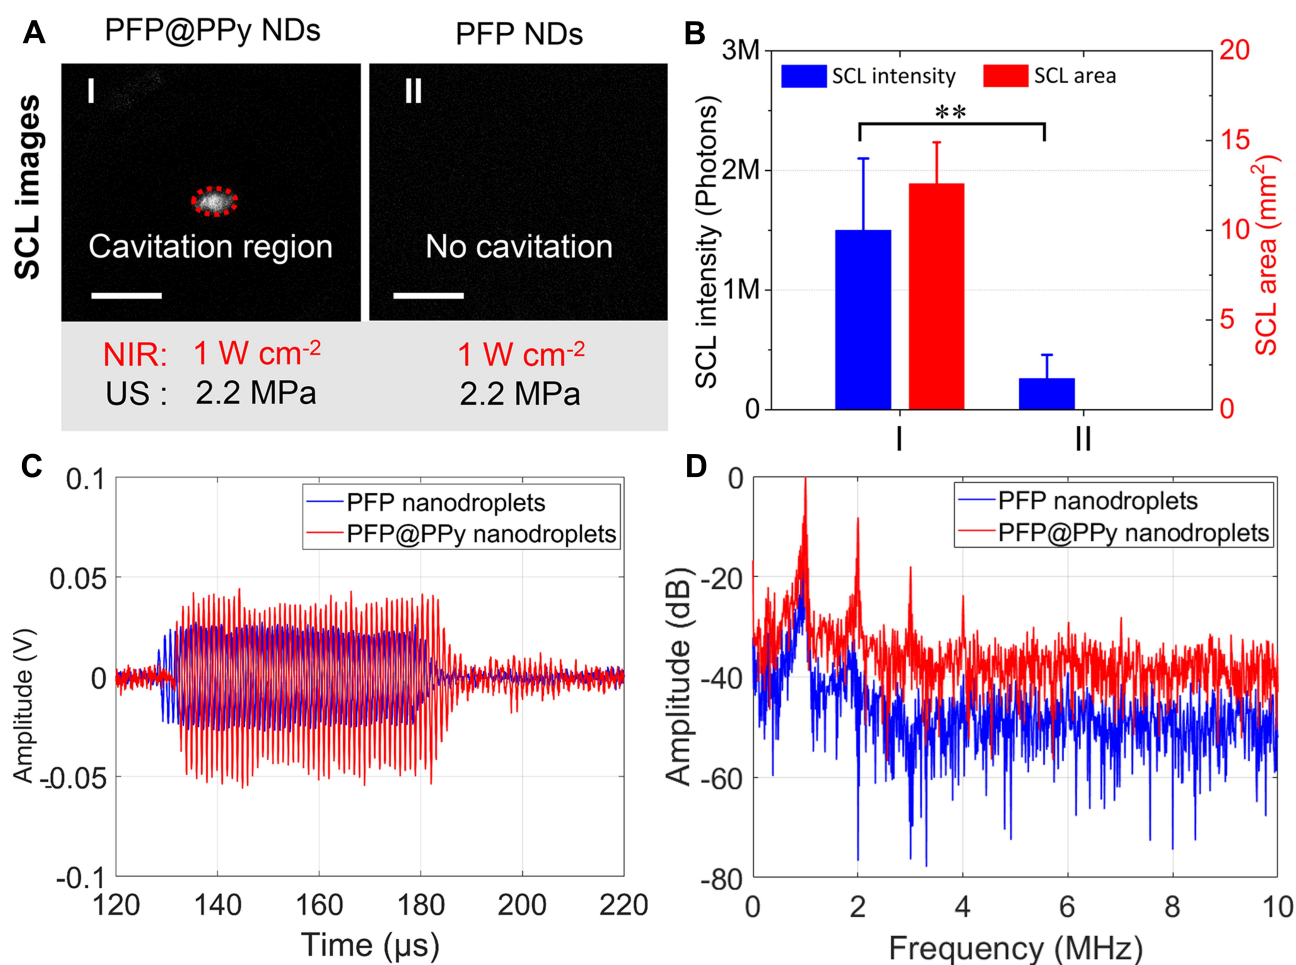 A
PFP@PPy NDs
PFP NDs
SCL images
I
II
Cavitation region
No cavitation
NIR: 1 W cm-2
1 W cm-2
US : 2.2 MPa
2.2 MPa
B
SCL intensity
SCL area
**
3M
2M
1M
0
SCL intensity (Photons)
20
15
10
5
0
SCL area (mm²)
I
II
C
PFP nanodroplets
PFP@PPy nanodroplets
0.1
0.05
0
-0.05
-0.1
Amplitude (V)
120 140 160 180 200 220
Time (µs)
D
PFP nanodroplets
PFP@PPy nanodroplets
0
-20
-40
-60
-80
Amplitude (dB)
0 2 4 6 8 10
Frequency (MHz)